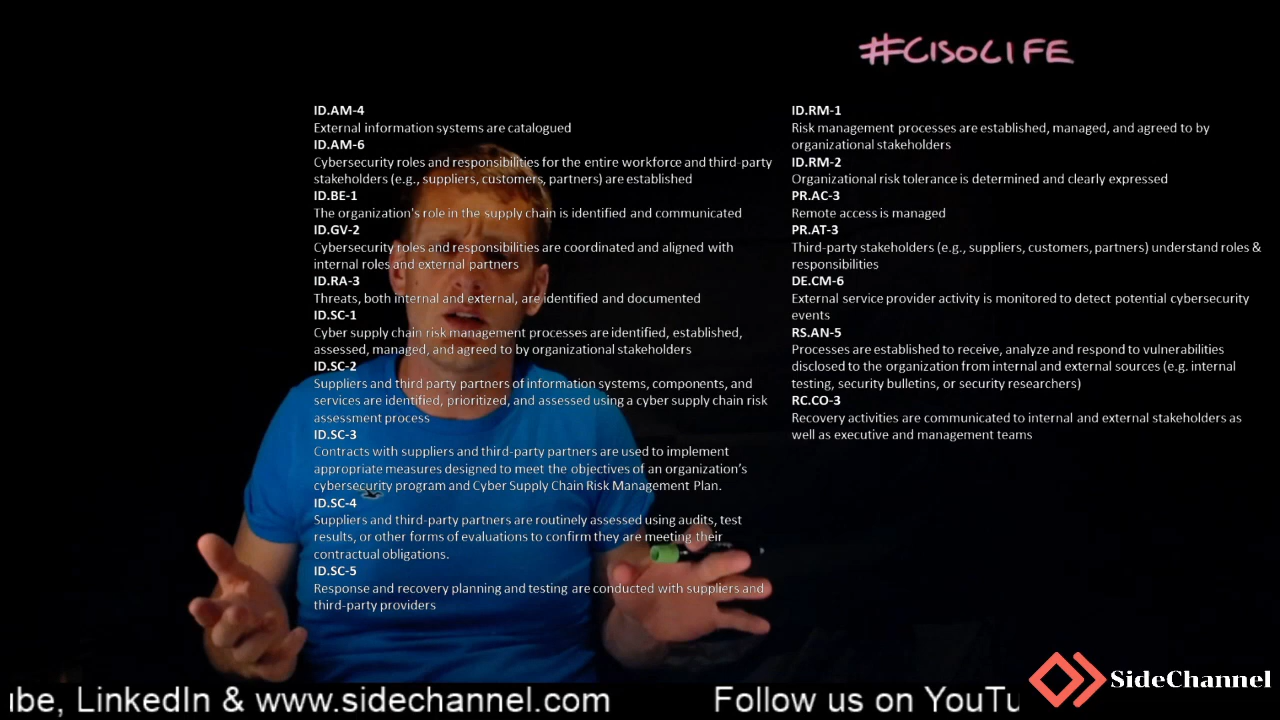 #CISOLIFE
ID.AM-4
External information systems are catalogued
ID.AM-6
Cybersecurity roles and responsibilities for the entire workforce and third-party
stakeholders (e.g., suppliers, customers, partners) are established
ID.BE-1
The organization's role in the supply chain is identified and communicated
ID.GV-2
Cybersecurity roles and responsibilities are coordinated and aligned with
internal roles and external partners
ID.RA-3
Threats, both internal and external, are identified and documented
ID.SC-1
Cyber supply chain risk management processes are identified, established,
assessed, managed, and agreed to by organizational stakeholders
ID.SC-2
Suppliers and third party partners of information systems, components, and
services are identified, prioritized, and assessed using a cyber supply chain risk
assessment process
ID.SC-3
Contracts with suppliers and third-party partners are used to implement
appropriate measures designed to meet the objectives of an organization’s
cybersecurity program and Cyber Supply Chain Risk Management Plan.
ID.SC-4
Suppliers and third-party partners are routinely assessed using audits, test
results, or other forms of evaluations to confirm they are meeting their
contractual obligations.
ID.SC-5
Response and recovery planning and testing are conducted with suppliers and
third-party providers
ID.RM-1
Risk management processes are established, managed, and agreed to by
organizational stakeholders
ID.RM-2
Organizational risk tolerance is determined and clearly expressed
PR.AC-3
Remote access is managed
PR.AT-3
Third-party stakeholders (e.g., suppliers, customers, partners) understand roles &
responsibilities
DE.CM-6
External service provider activity is monitored to detect potential cybersecurity
events
RS.AN-5
Processes are established to receive, analyze and respond to vulnerabilities
disclosed to the organization from internal and external sources (e.g. internal
testing, security bulletins, or security researchers)
RC.CO-3
Recovery activities are communicated to internal and external stakeholders as
well as executive and management teams
ibe, LinkedIn & www.sidechannel.com Follow us on YouTu
SideChannel